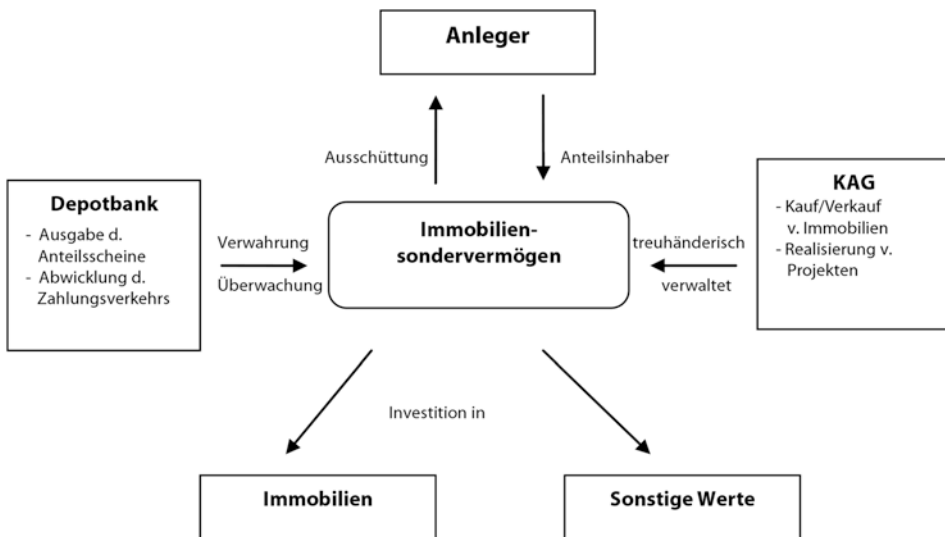 Anleger
Ausschüttung
Anteilsinhaber
Depotbank
- Ausgabe d.
Anteilsscheine
- Abwicklung d.
Zahlungsverkehrs
Verwahrung
Überwachung
Immobilien-
sondervermögen
treuhänderisch
verwaltet
KAG
- Kauf/Verkauf
v. Immobilien
- Realisierung v.
Projekten
Investition in
Immobilien
Sonstige Werte